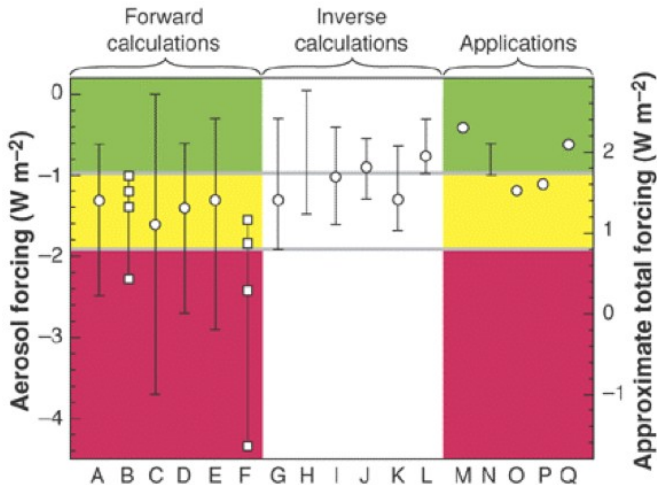 Forward
calculations
Inverse
calculations
Applications
Aerosol forcing (W m−2)
0
−1
−2
−3
−4
Approximate total forcing (W m−2)
2
1
0
−1
A B C D E F G H I J K L M N O P Q